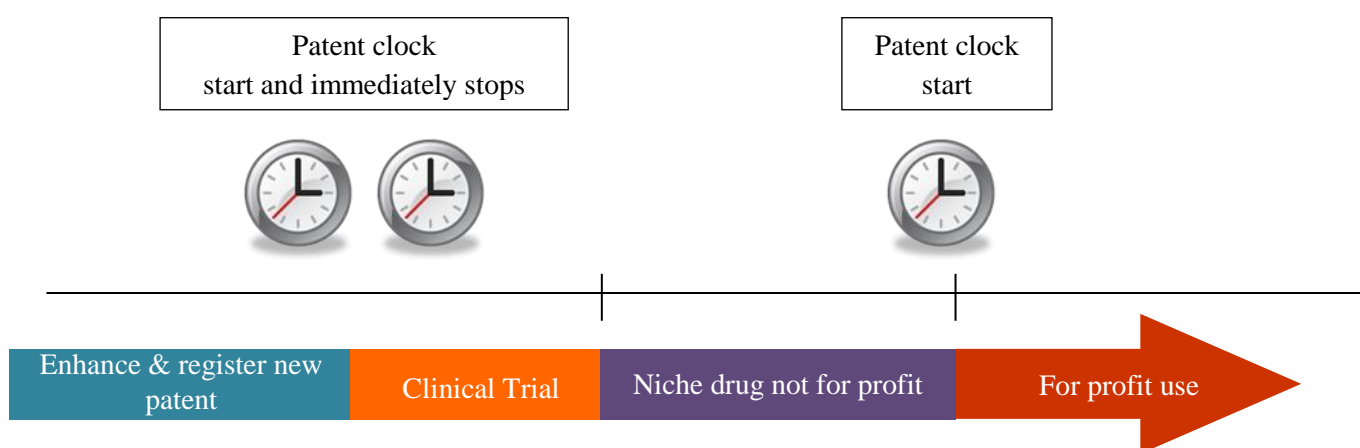 Patent clock
start and immediately stops
Patent clock
start
Enhance & register new
patent
Clinical Trial
Niche drug not for profit
For profit use